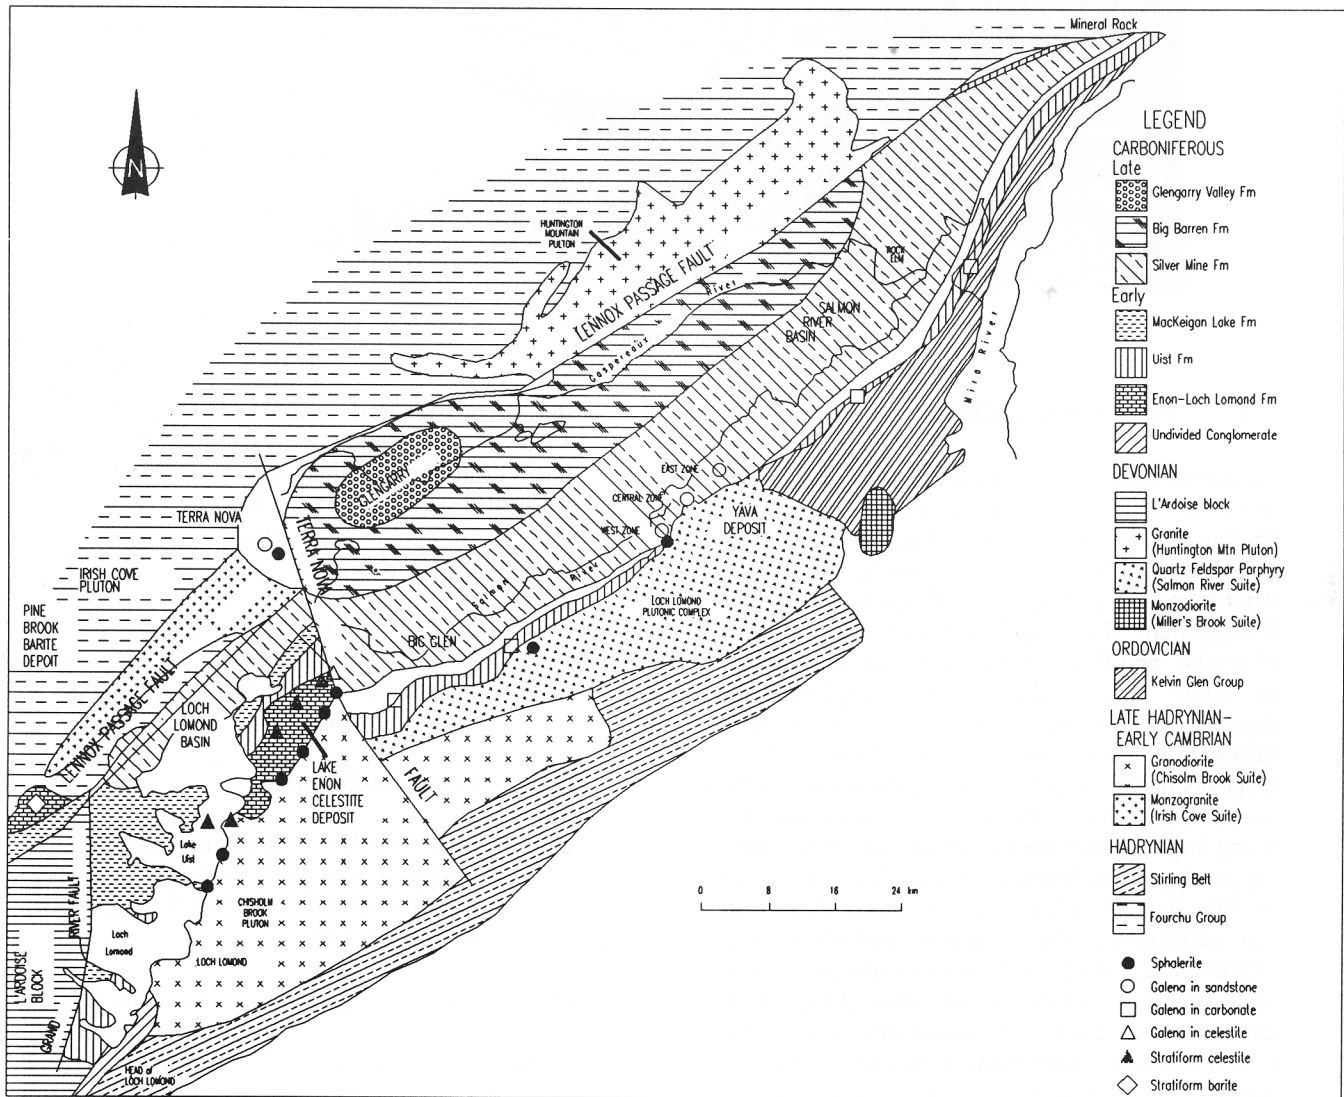 Mineral Rock
N
HUNTINGTON
MOUNTAIN
PULTON
LENNOX PASSAGE FAULT
Gaspereaux River
ROCK
ELM
SALMON
RIVER
BASIN
Mira River
GLENGARRY
EAST ZONE
CENTRAL ZONE
WEST ZONE
YAVA
DEPOSIT
TERRA NOVA
TERRA NOVA
FAULT
IRISH COVE
PLUTON
PINE
BROOK
BARITE
DEPOIT
Salmon River
LOCH LOMOND
PLUTONIC COMPLEX
BIG GLEN
LENNOX PASSAGE FAULT
LOCH
LOMOND
BASIN
LAKE
ENON
CELESTITE
DEPOSIT
Lake
Uist
CHISHOLM
BROOK
PLUTON
Loch
Lomond
LOCH LOMOND
GRAND RIVER FAULT
L'ARDOISE
BLOCK
HEAD of
LOCH LOMOND
0 8 16 24 km
LEGEND
CARBONIFEROUS
Late
Glengarry Valley Fm
Big Barren Fm
Silver Mine Fm
Early
MacKeigan Lake Fm
Uist Fm
Enon-Loch Lomond Fm
Undivided Conglomerate
DEVONIAN
L'Ardoise block
Granite
(Huntington Mtn Pluton)
Quartz Feldspar Porphyry
(Salmon River Suite)
Monzodiorite
(Miller's Brook Suite)
ORDOVICIAN
Kelvin Glen Group
LATE HADRYNIAN-
EARLY CAMBRIAN
Granodiorite
(Chisolm Brook Suite)
Monzogranite
(Irish Cove Suite)
HADRYNIAN
Stirling Belt
Fourchu Group
Sphalerite
Galena in sandstone
Galena in carbonate
Galena in celestite
Stratiform celestite
Stratiform barite